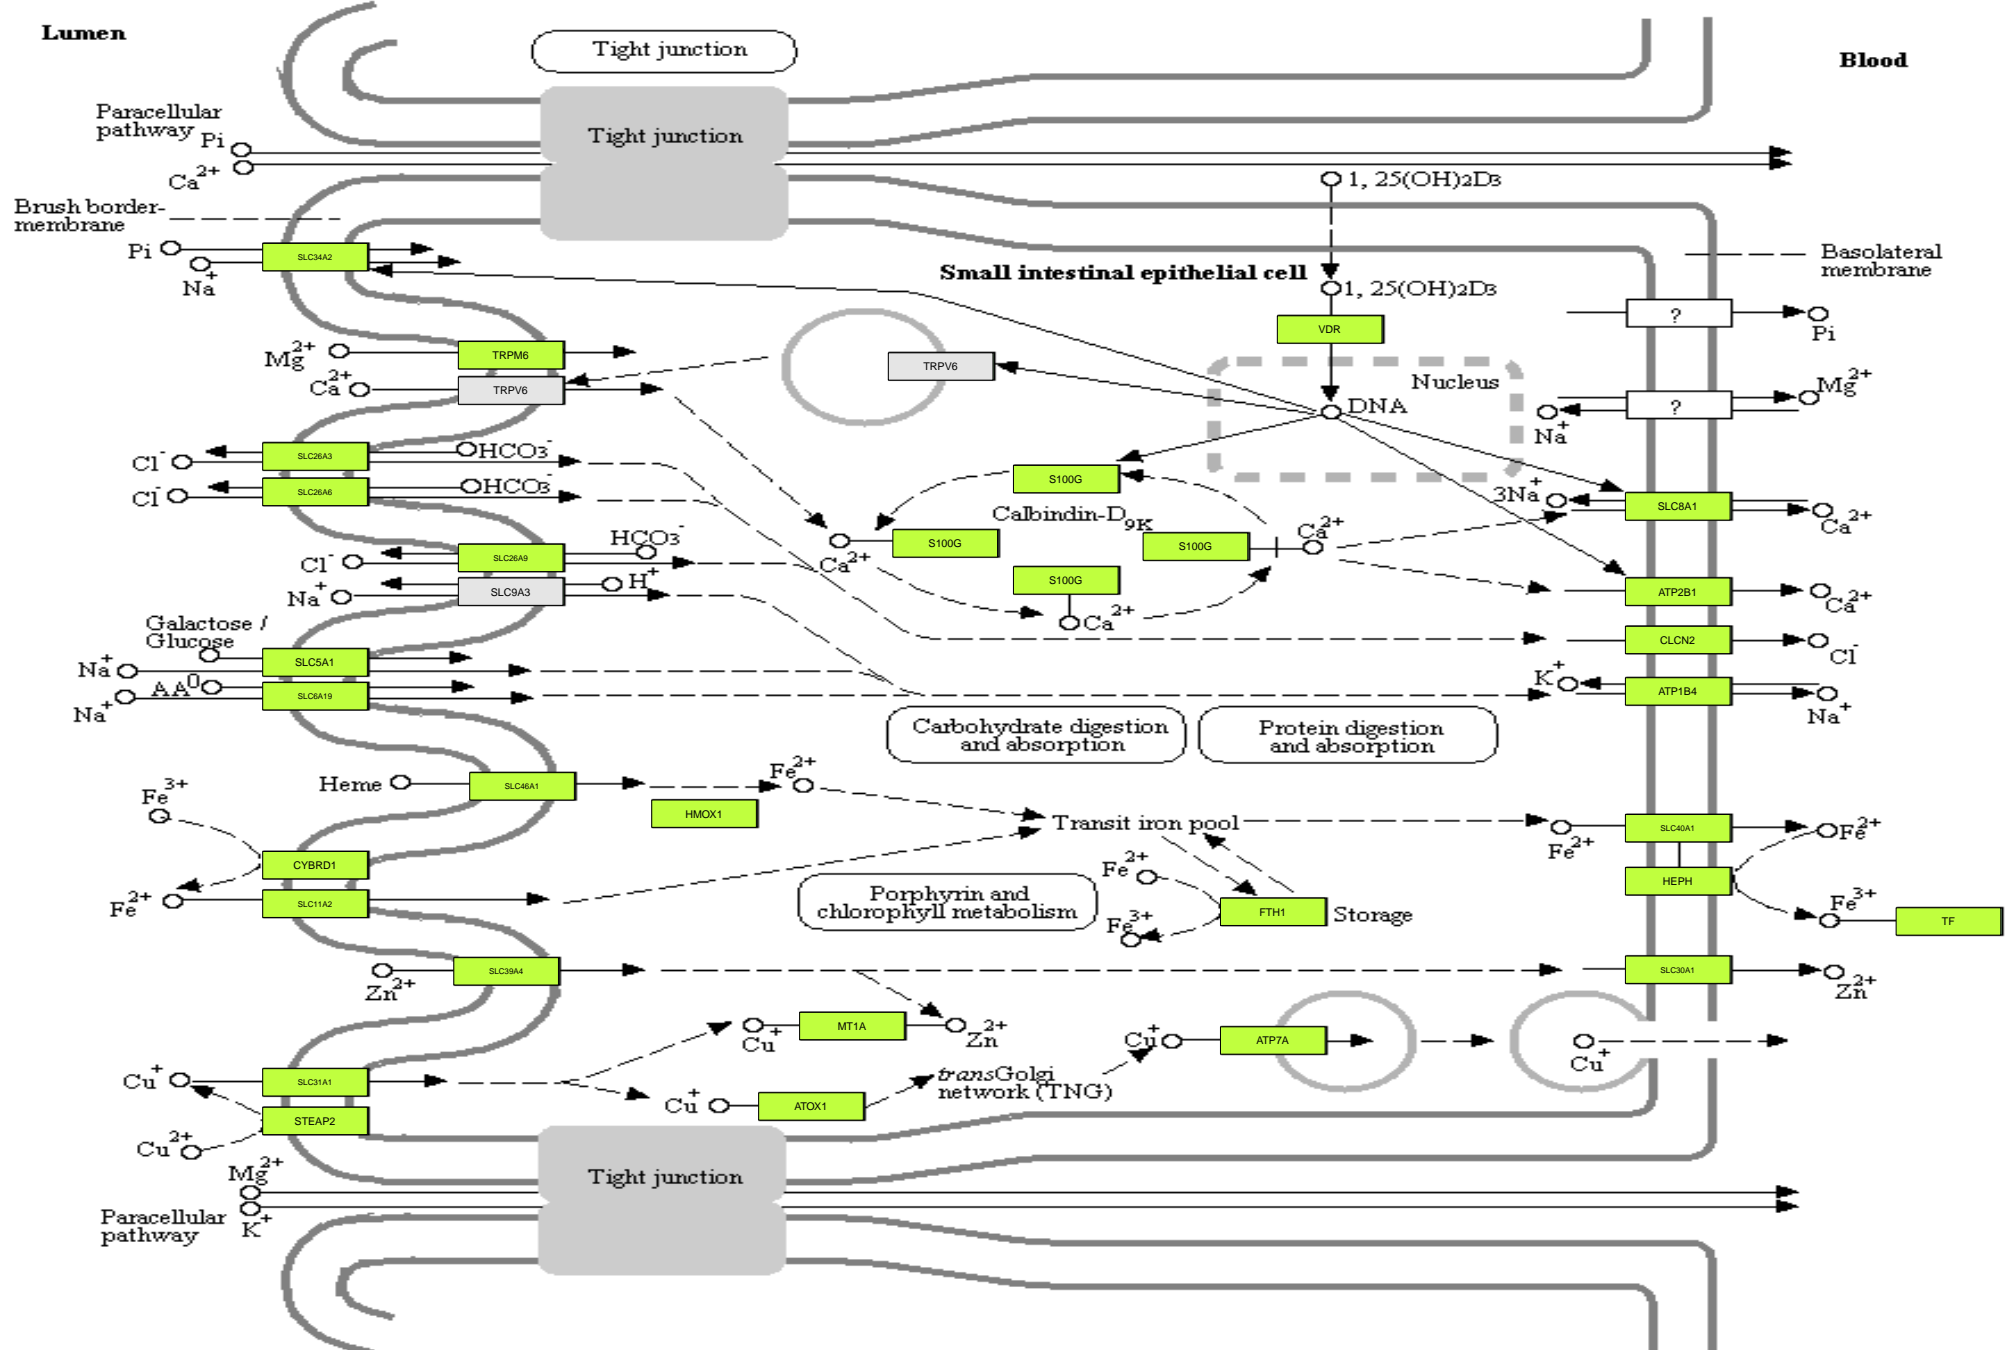 Lumen
Tight junction
Blood
Paracellular
pathway
Pi
Ca2+
Tight junction
1, 25(OH)2D3
Brush border-
membrane
Pi
Na+
SLC34A2
Small intestinal epithelial cell
1, 25(OH)2D3
VDR
Basolateral
membrane
?
Pi
Mg2+
TRPM6
Ca2+
TRPV6
TRPV6
Nucleus
DNA
?
Mg2+
Na+
Cl-
SLC26A3
HCO3-
Cl-
SLC26A6
HCO3-
S100G
Calbindin-D9K
S100G
S100G
S100G
Ca2+
Ca2+
Ca2+
3Na+
SLC8A1
Ca2+
Cl-
SLC26A9
HCO3-
Na+
SLC9A3
H+
ATP2B1
Ca2+
Galactose /
Glucose
Na+
SLC5A1
CLCN2
Cl-
AA0
Na+
SLC6A19
K+
ATP1B4
Na+
Carbohydrate digestion
and absorption
Protein digestion
and absorption
Heme
SLC46A1
HMOX1
Fe2+
Fe3+
CYBRD1
Fe2+
SLC11A2
Transit iron pool
Fe2+
SLC40A1
Fe2+
HEPH
Fe3+
TF
Porphyrin and
chlorophyll metabolism
Fe2+
Fe3+
FTH1
Storage
Zn2+
SLC39A4
SLC30A1
Zn2+
Cu+
MT1A
Zn2+
Cu+
ATP7A
Cu+
Cu+
SLC31A1
STEAP2
Cu2+
Cu+
ATOX1
transGolgi
network (TNG)
Mg2+
K+
Paracellular
pathway
Tight junction